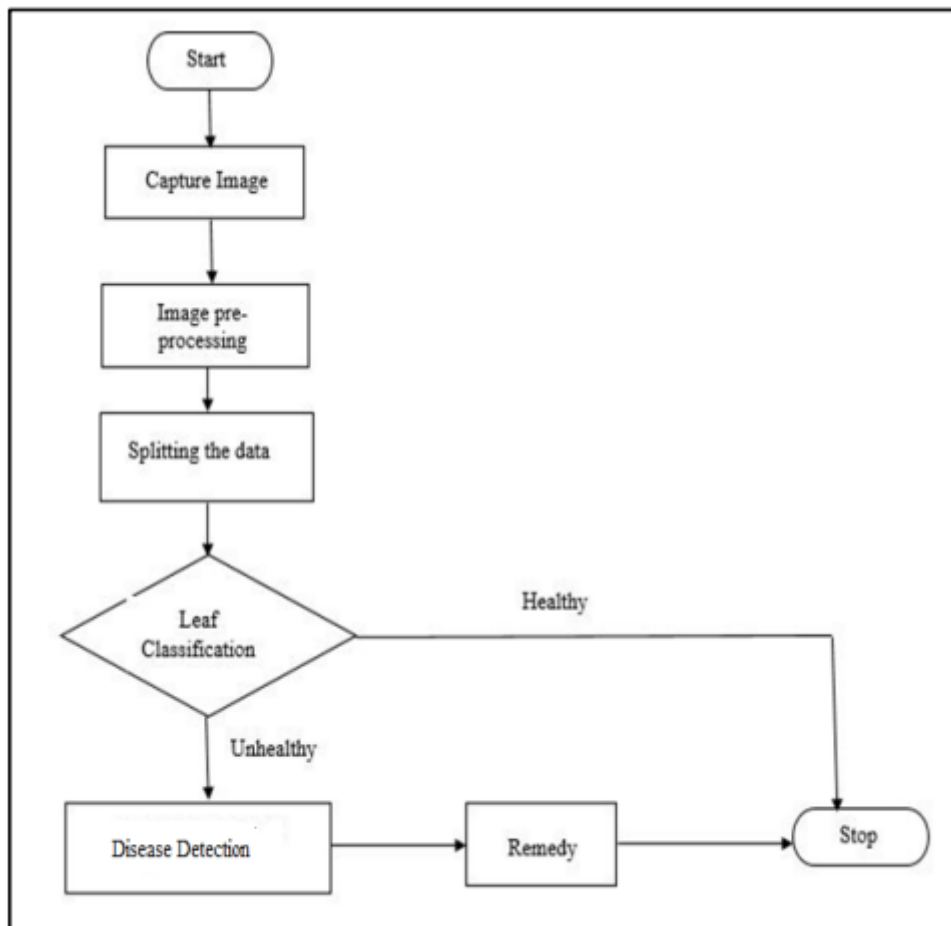 Start
Capture Image
Image pre-
processing
Splitting the data
Leaf
Classification
Healthy
Unhealthy
Disease Detection
Remedy
Stop